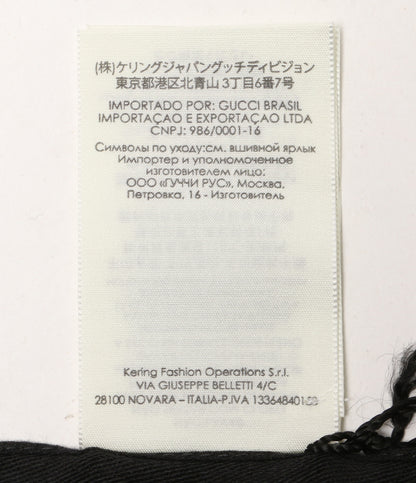 (株)ケリングジャパングッチディビジョン
東京都港区北青山 3丁目6番7号
IMPORTADO POR: GUCCI BRASIL
IMPORTAÇAO E EXPORTAÇAO LTDA
CNPJ: 986/0001-16
Символы по уходу:см. вшивной ярлык
Импортер и уполномоченное
изготовителем лицо:
ООО «ГУЧЧИ РУС», Москва,
Петровка, 16 - Изготовитель
Kering Fashion Operations S.r.l.
VIA GIUSEPPE BELLETTI 4/C
28100 NOVARA – ITALIA-P.IVA